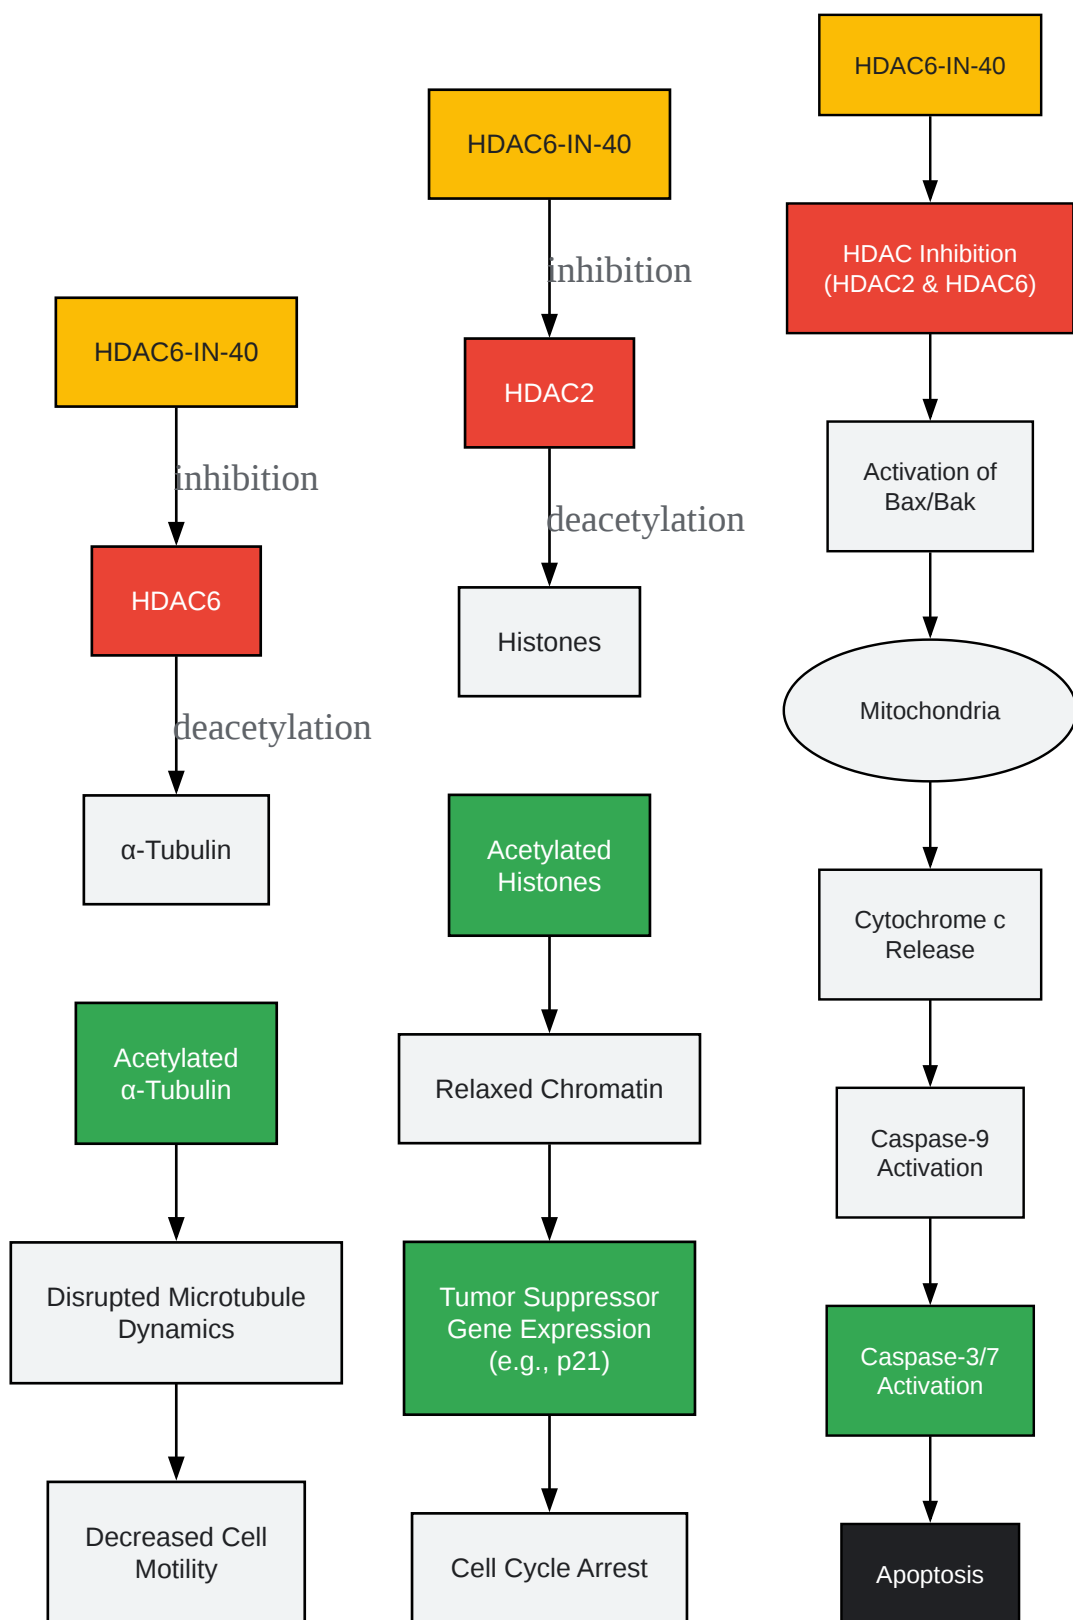 HDAC6-IN-40
inhibition
HDAC6
deacetylation
α-Tubulin
Acetylated
α-Tubulin
Disrupted Microtubule
Dynamics
Decreased Cell
Motility
HDAC6-IN-40
inhibition
HDAC2
deacetylation
Histones
Acetylated
Histones
Relaxed Chromatin
Tumor Suppressor
Gene Expression
(e.g., p21)
Cell Cycle Arrest
HDAC6-IN-40
HDAC Inhibition
(HDAC2 & HDAC6)
Activation of
Bax/Bak
Mitochondria
Cytochrome c
Release
Caspase-9
Activation
Caspase-3/7
Activation
Apoptosis